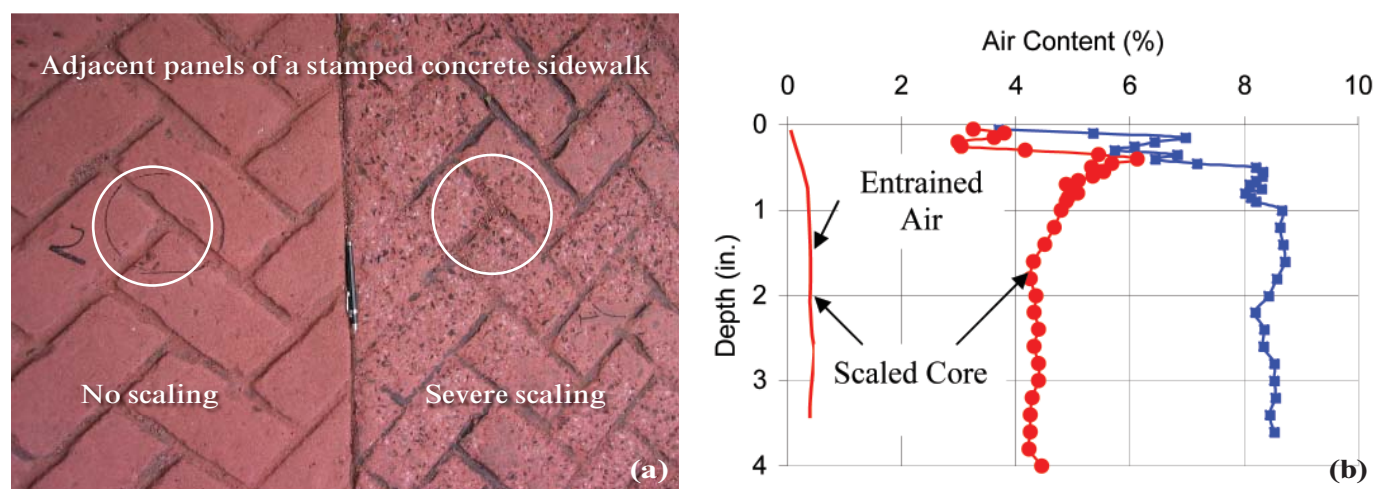 Adjacent panels of a stamped concrete sidewalk
No scaling
Severe scaling
(a)
Air Content (%)
0 2 4 6 8 10
Depth (in.)
0
1
2
3
4
Entrained
Air
Scaled Core
(b)